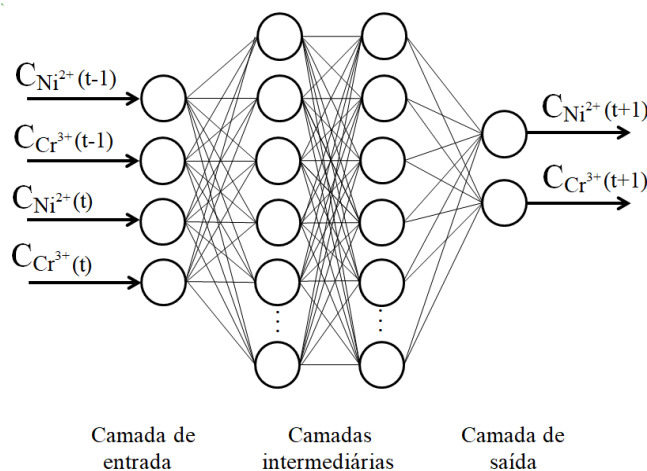 C_Ni²⁺(t-1)
C_Cr³⁺(t-1)
C_Ni²⁺(t)
C_Cr³⁺(t)
C_Ni²⁺(t+1)
C_Cr³⁺(t+1)
Camada de
entrada
Camadas
intermediárias
Camada de
saída